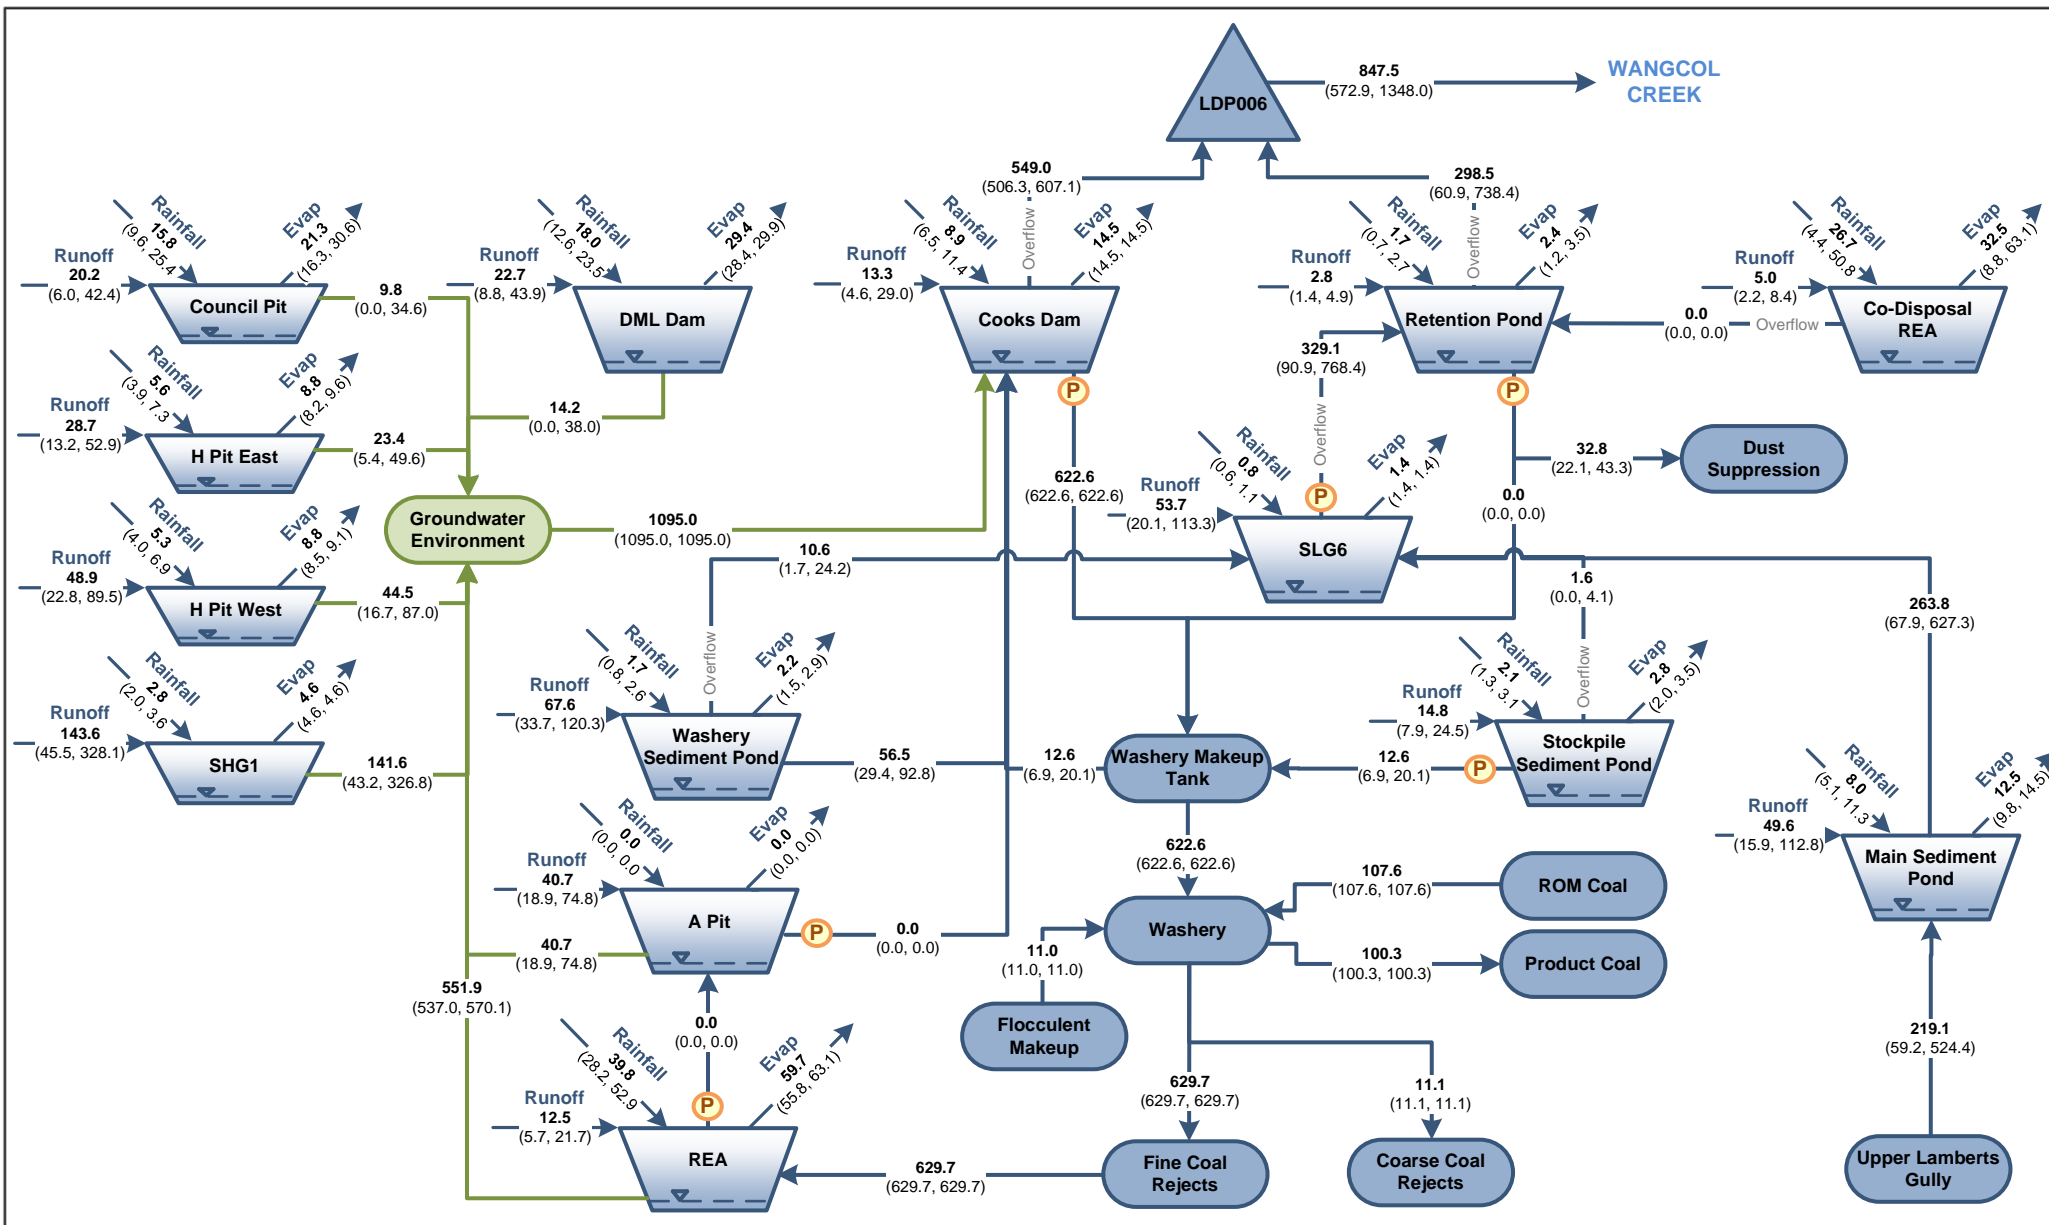 LDP006
847.5
(572.9, 1348.0)
WANGCOL
CREEK
549.0
(506.3, 607.1)
Overflow
298.5
(60.9, 738.4)
Overflow
Rainfall
15.8
(9.6, 25.4
Evap
21.3
(16.3, 30.6)
Runoff
20.2
(6.0, 42.4)
Council Pit
9.8
(0.0, 34.6)
Rainfall
18.0
(12.6, 23.5
Evap
29.4
(28.4, 29.9)
Runoff
22.7
(8.8, 43.9)
DML Dam
14.2
(0.0, 38.0)
Rainfall
8.9
(6.5, 11.4
Evap
14.5
(14.5, 14.5)
Runoff
13.3
(4.6, 29.0)
Cooks Dam
P
Rainfall
1.7
(0.7, 2.7
Evap
2.4
(1.2, 3.5)
Runoff
2.8
(1.4, 4.9)
Retention Pond
P
Rainfall
26.7
(4.4, 50.8
Evap
32.5
(8.8, 63.1)
Runoff
5.0
(2.2, 8.4)
Co-Disposal
REA
0.0
(0.0, 0.0)
Overflow
329.1
(90.9, 768.4)
Overflow
P
Rainfall
5.6
(3.9, 7.3
Evap
8.8
(8.2, 9.6)
Runoff
28.7
(13.2, 52.9)
H Pit East
23.4
(5.4, 49.6)
Groundwater
Environment
1095.0
(1095.0, 1095.0)
622.6
(622.6, 622.6)
Rainfall
0.8
(0.6, 1.1
Evap
1.4
(1.4, 1.4)
Runoff
53.7
(20.1, 113.3)
SLG6
0.0
(0.0, 0.0)
32.8
(22.1, 43.3)
Dust
Suppression
Rainfall
5.3
(4.0, 6.9
Evap
8.8
(8.5, 9.1)
Runoff
48.9
(22.8, 89.5)
H Pit West
44.5
(16.7, 87.0)
10.6
(1.7, 24.2)
Overflow
1.6
(0.0, 4.1)
Overflow
263.8
(67.9, 627.3)
Rainfall
2.8
(2.0, 3.6
Evap
4.6
(4.6, 4.6)
Runoff
143.6
(45.5, 328.1)
SHG1
141.6
(43.2, 326.8)
Rainfall
1.7
(0.8, 2.6
Evap
2.2
(1.5, 2.9)
Runoff
67.6
(33.7, 120.3)
Washery
Sediment Pond
56.5
(29.4, 92.8)
12.6
(6.9, 20.1)
Washery Makeup
Tank
12.6
(6.9, 20.1)
P
Rainfall
2.1
(1.3, 3.1
Evap
2.8
(2.0, 3.5)
Runoff
14.8
(7.9, 24.5)
Stockpile
Sediment Pond
Rainfall
8.0
(5.1, 11.3
Evap
12.5
(9.8, 14.5)
Runoff
49.6
(15.9, 112.8)
Main Sediment
Pond
Rainfall
0.0
(0.0, 0.0
Evap
0.0
(0.0, 0.0)
Runoff
40.7
(18.9, 74.8)
A Pit
P
0.0
(0.0, 0.0)
40.7
(18.9, 74.8)
622.6
(622.6, 622.6)
Washery
107.6
(107.6, 107.6)
ROM Coal
100.3
(100.3, 100.3)
Product Coal
11.0
(11.0, 11.0)
Flocculent
Makeup
551.9
(537.0, 570.1)
0.0
(0.0, 0.0)
P
Rainfall
39.8
(28.2, 52.9
Evap
59.7
(55.8, 63.1)
Runoff
12.5
(5.7, 21.7)
REA
629.7
(629.7, 629.7)
629.7
(629.7, 629.7)
Fine Coal
Rejects
11.1
(11.1, 11.1)
Coarse Coal
Rejects
219.1
(59.2, 524.4)
Upper Lamberts
Gully